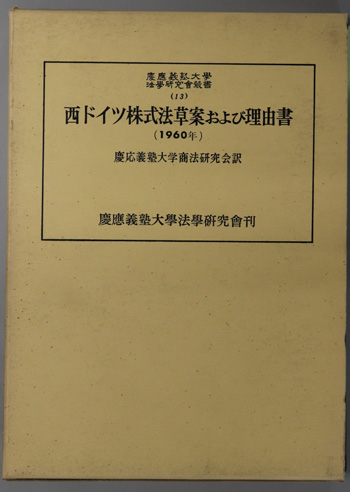 慶應義塾大學
法學研究會叢書
(13)
西ドイツ株式法草案および理由書
(1960年)
慶応義塾大学商法研究会訳
慶應義塾大學法學研究會刊